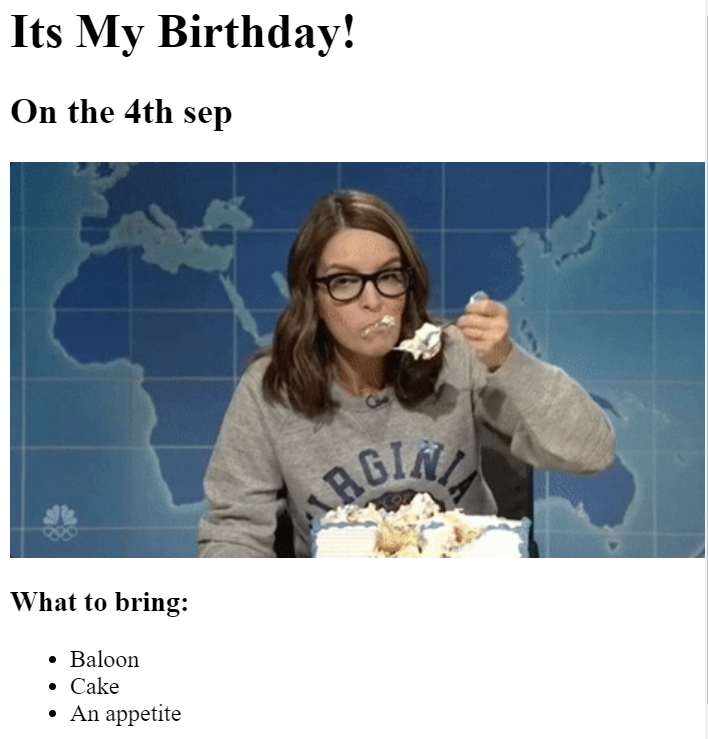 Its My Birthday!
On the 4th sep
VIRGINIA
What to bring:
Baloon
Cake
An appetite